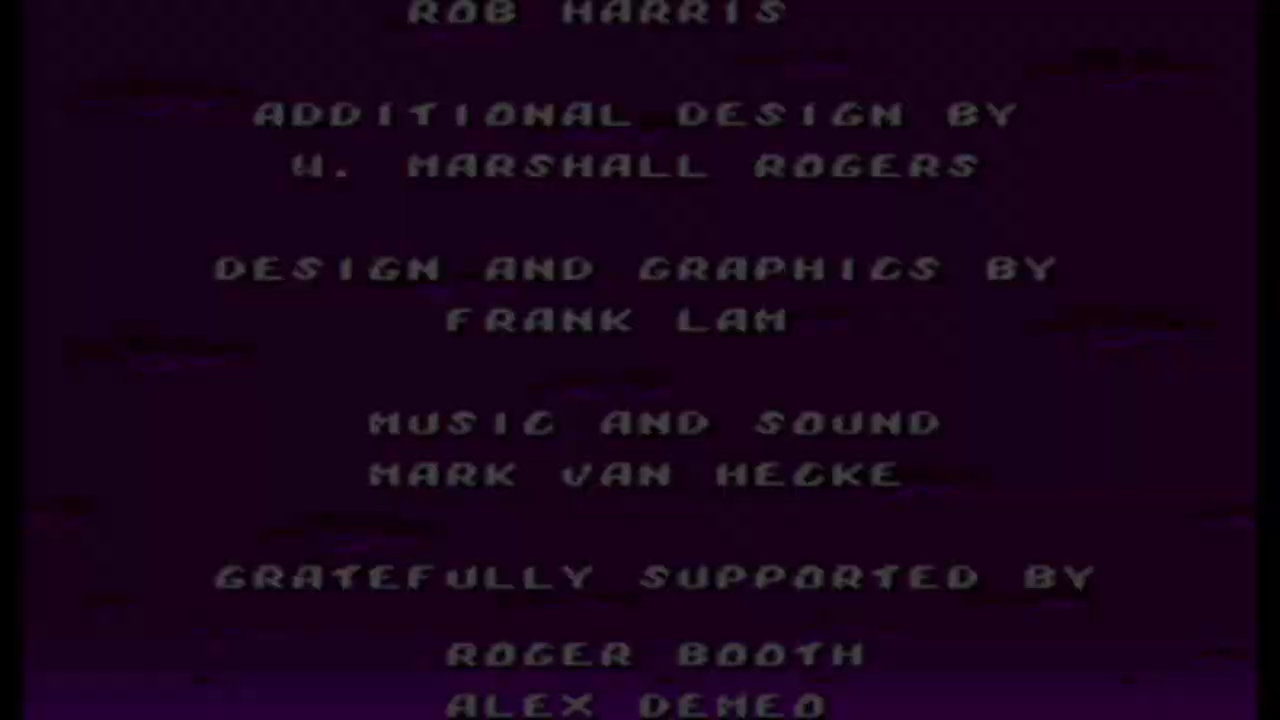 ROB HARRIS
ADDITIONAL DESIGN BY
W. MARSHALL ROGERS
DESIGN AND GRAPHICS BY
FRANK LAM
MUSIC AND SOUND
MARK VAN HECKE
GRATEFULLY SUPPORTED BY
ROGER BOOTH
ALEX DEMEO